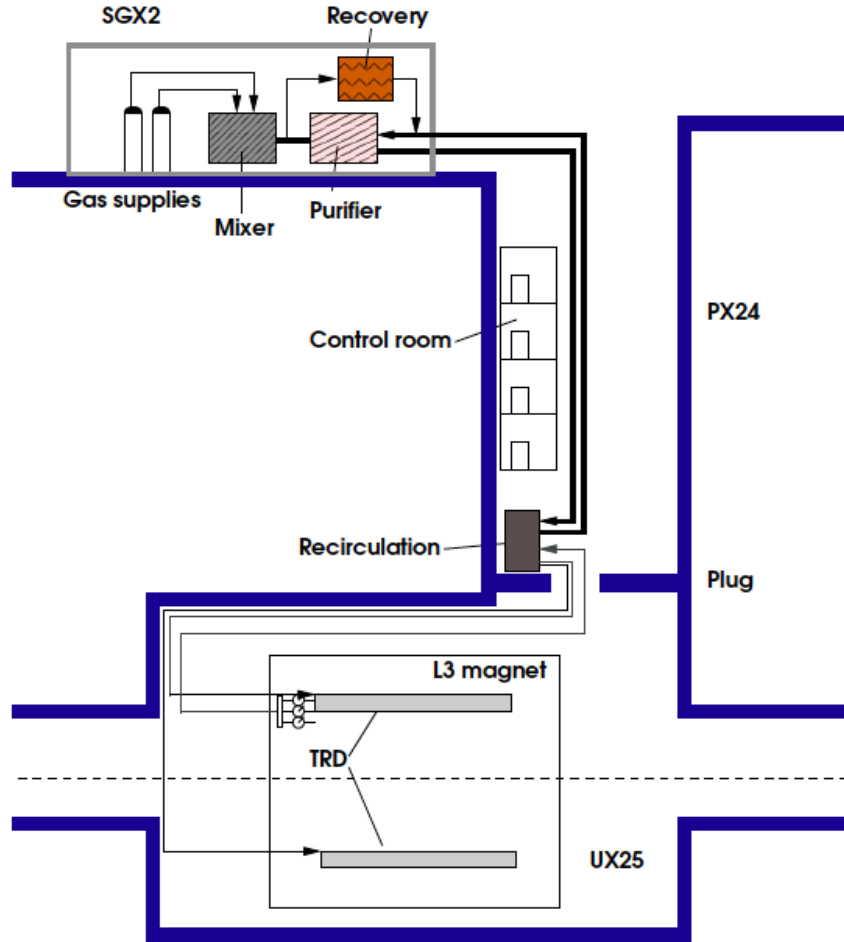 SGX2
Recovery
Gas supplies
Mixer
Purifier
Control room
PX24
Recirculation
Plug
L3 magnet
TRD
UX25